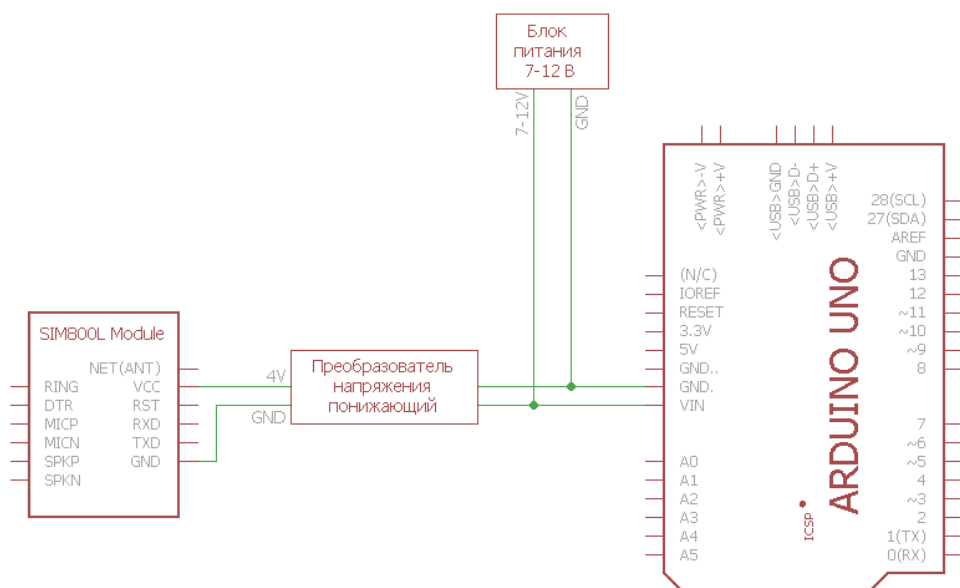 Блок
питания
7-12 В
7-12V
GND
<PWR>-V
<PWR>+V
<USB>GND
<USB>D-
<USB>D+
<USB>+V
28(SCL)
27(SDA)
AREF
GND
13
12
~11
~10
~9
8
7
~6
~5
4
~3
2
1(TX)
0(RX)
(N/C)
IOREF
RESET
3.3V
5V
GND..
GND.
VIN
A0
A1
A2
A3
A4
A5
ARDUINO UNO
ICSP
SIM800L Module
NET(ANT)
RING
VCC
DTR
RST
MICP
RXD
MICN
TXD
SPKP
GND
SPKN
4V
GND
Преобразователь
напряжения
понижающий